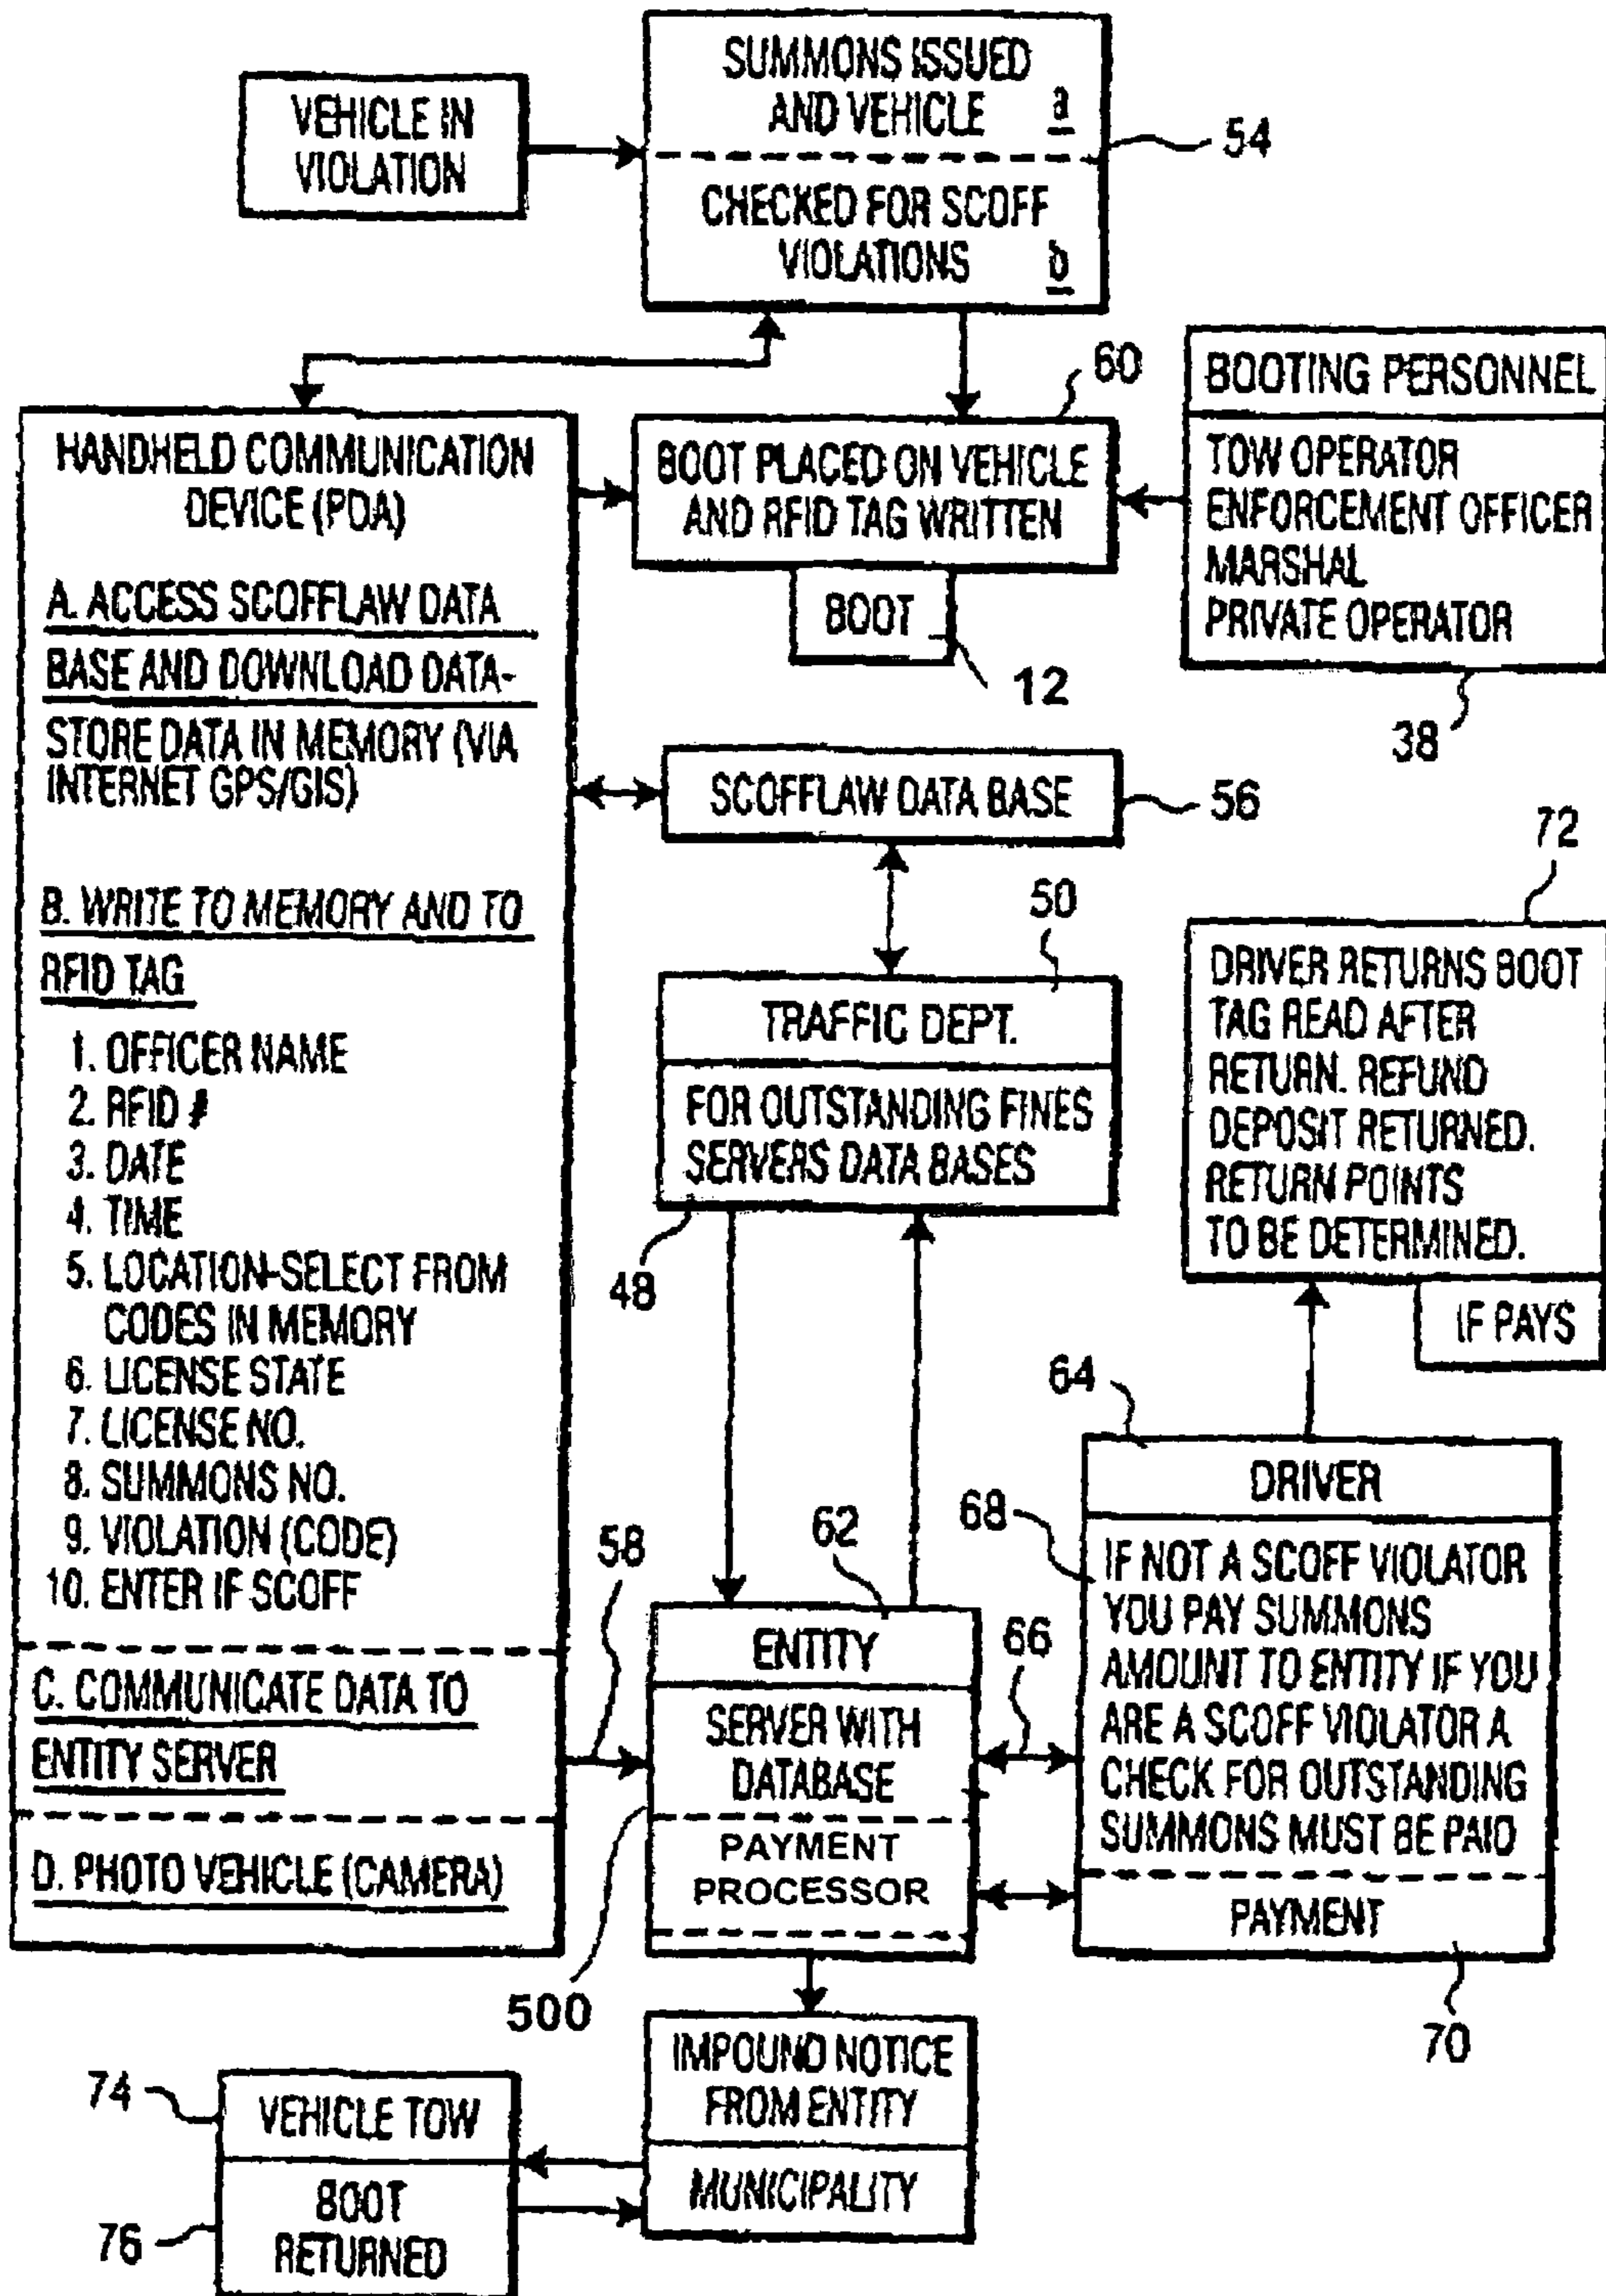 SUMMONS ISSUED
AND VEHICLE a
CHECKED FOR SCOFF
VIOLATIONS b
54
VEHICLE IN
VIOLATION
60
BOOT PLACED ON VEHICLE
AND RFID TAG WRITTEN
BOOT
12
BOOTING PERSONNEL
TOW OPERATOR
ENFORCEMENT OFFICER
MARSHAL
PRIVATE OPERATOR
38
HANDHELD COMMUNICATION
DEVICE (PDA)
A. ACCESS SCOFFLAW DATA
BASE AND DOWNLOAD DATA-
STORE DATA IN MEMORY (VIA
INTERNET GPS/GIS)
B. WRITE TO MEMORY AND TO
RFID TAG
1. OFFICER NAME
2. RFID #
3. DATE
4. TIME
5. LOCATION-SELECT FROM
CODES IN MEMORY
6. LICENSE STATE
7. LICENSE NO.
8. SUMMONS NO.
9. VIOLATION (CODE)
10. ENTER IF SCOFF
C. COMMUNICATE DATA TO
ENTITY SERVER
D. PHOTO VEHICLE (CAMERA)
SCOFFLAW DATA BASE
56
50
TRAFFIC DEPT.
FOR OUTSTANDING FINES
SERVERS DATA BASES
48
72
DRIVER RETURNS BOOT
TAG READ AFTER
RETURN. REFUND
DEPOSIT RETURNED.
RETURN POINTS
TO BE DETERMINED.
IF PAYS
58
62
ENTITY
SERVER WITH
DATABASE
PAYMENT
PROCESSOR
500
66
64
68
DRIVER
IF NOT A SCOFF VIOLATOR
YOU PAY SUMMONS
AMOUNT TO ENTITY IF YOU
ARE A SCOFF VIOLATOR A
CHECK FOR OUTSTANDING
SUMMONS MUST BE PAID
PAYMENT
70
IMPOUND NOTICE
FROM ENTITY
MUNICIPALITY
74
VEHICLE TOW
76
BOOT
RETURNED